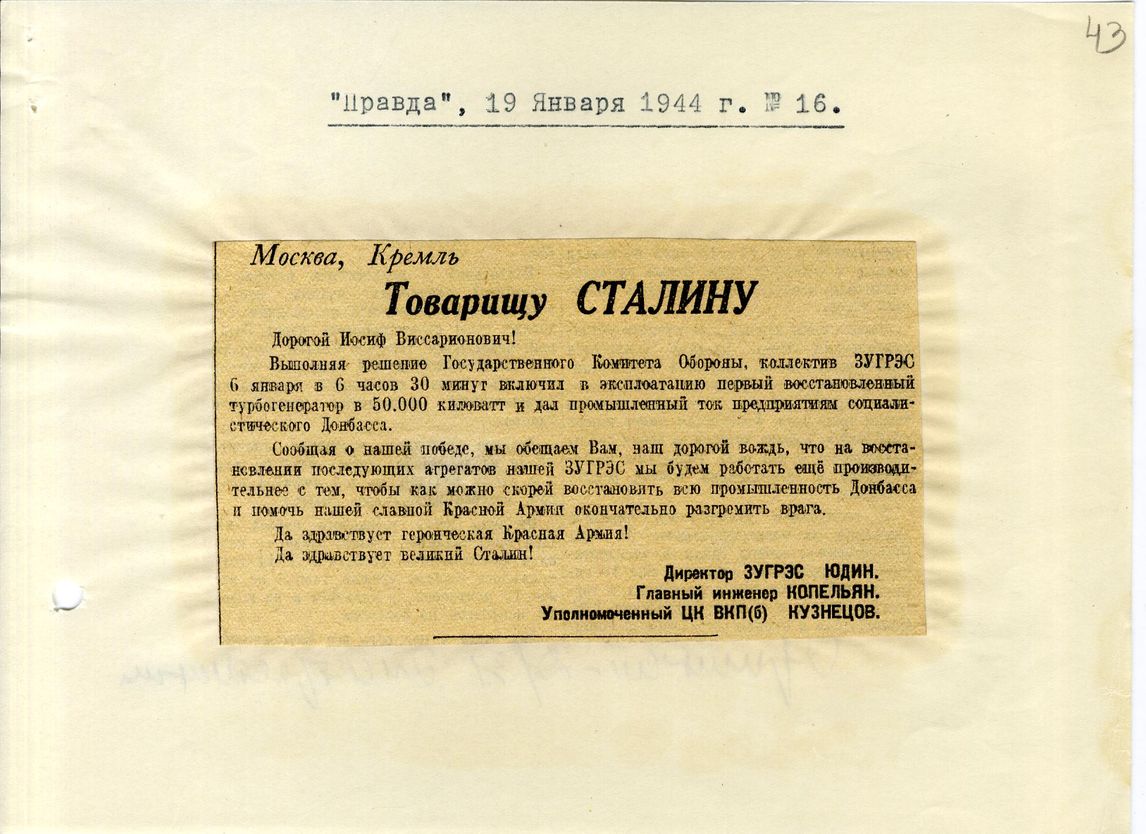 43
"Правда", 19 Января 1944 г. № 16.
Москва, Кремль
Товарищу СТАЛИНУ
Дорогой Иосиф Виссарионович!
Выполняя решение Государственного Комитета Обороны, коллектив ЗУГРЭС
6 января в 6 часов 30 минут включил в эксплоатацию первый восстановленный
турбогенератор в 50.000 киловатт и дал промышленный ток предприятиям социали-
стического Донбасса.
Сообщая о нашей победе, мы обещаем Вам, наш дорогой вождь, что на восста-
новлении последующих агрегатов нашей ЗУГРЭС мы будем работать ещё производи-
тельнее с тем, чтобы как можно скорей восстановить всю промышленность Донбасса
и помочь нашей славной Красной Армии окончательно разгромить врага.
Да здравствует героическая Красная Армия!
Да здравствует великий Сталин!
Директор ЗУГРЭС ЮДИН.
Главный инженер КОПЕЛЬЯН.
Уполномоченный ЦК ВКП(б) КУЗНЕЦОВ.